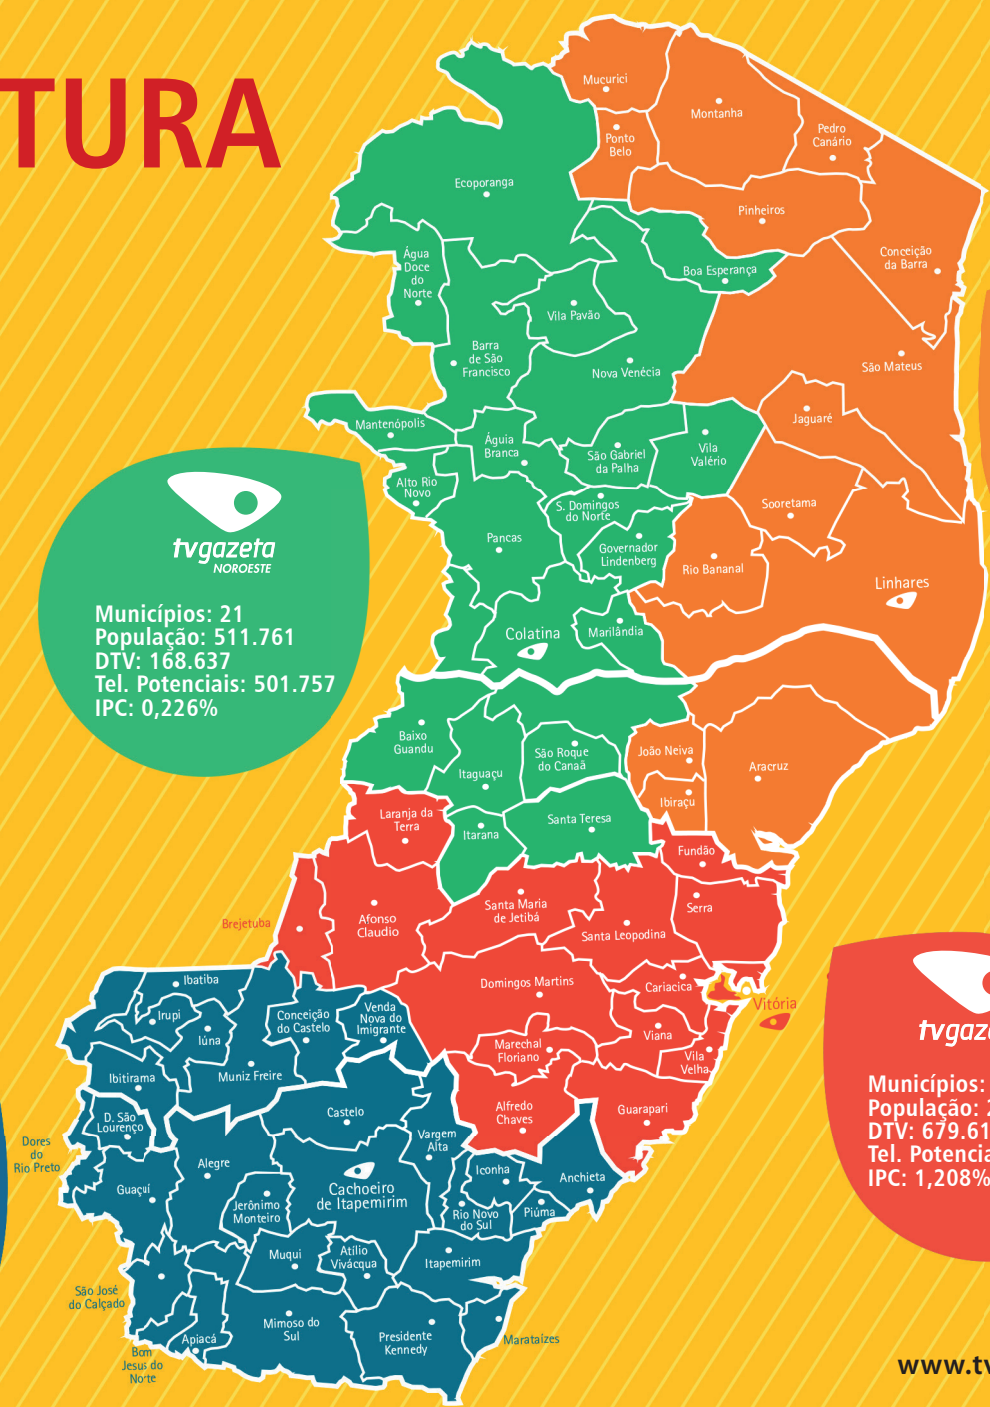 TURA
Mucurici
Montanha
Ponto
Belo
Pedro
Canário
Ecoporanga
Pinheiros
Água
Doce
do
Norte
Conceição
da Barra
Boa Esperança
Vila Pavão
Barra
de São
Francisco
Nova Venécia
São Mateus
Mantenópolis
Jaguaré
Águia
Branca
São Gabriel
da Palha
Vila
Valério
Alto Rio
Novo
S. Domingos
do Norte
Sooretama
Pancas
Governador
Lindenberg
Rio Bananal
Linhares
Colatina
Marilândia
tvgazeta
NOROESTE
Municípios: 21
População: 511.761
DTV: 168.637
Tel. Potenciais: 501.757
IPC: 0,226%
Baixo
Guandu
Itaguaçu
São Roque
do Canaã
João Neiva
Aracruz
Ibiraçu
Laranja da
Terra
Itarana
Santa Teresa
Fundão
Brejetuba
Afonso
Claudio
Santa Maria
de Jetibá
Serra
Santa Leopodina
Ibatiba
Domingos Martins
Cariacica
Vitória
Irupi
Iúna
Conceição
do Castelo
Venda
Nova do
Imigrante
Marechal
Floriano
Viana
Vila
Velha
Ibitirama
Muniz Freire
D. São
Lourenço
Castelo
Alfredo
Chaves
Guarapari
Dores
do
Rio Preto
Vargem
Alta
Alegre
Iconha
Anchieta
Guaçuí
Cachoeiro
de Itapemirim
Jerônimo
Monteiro
Rio Novo
do Sul
Piúma
Muqui
Atílio
Vivácqua
Itapemirim
São José
do Calçado
Apiacá
Mimoso do
Sul
Presidente
Kennedy
Marataízes
Bom
Jesus do
Norte
tvgaz
Municípios:
População:
DTV: 679.61
Tel. Potencia
IPC: 1,208%
www.tv